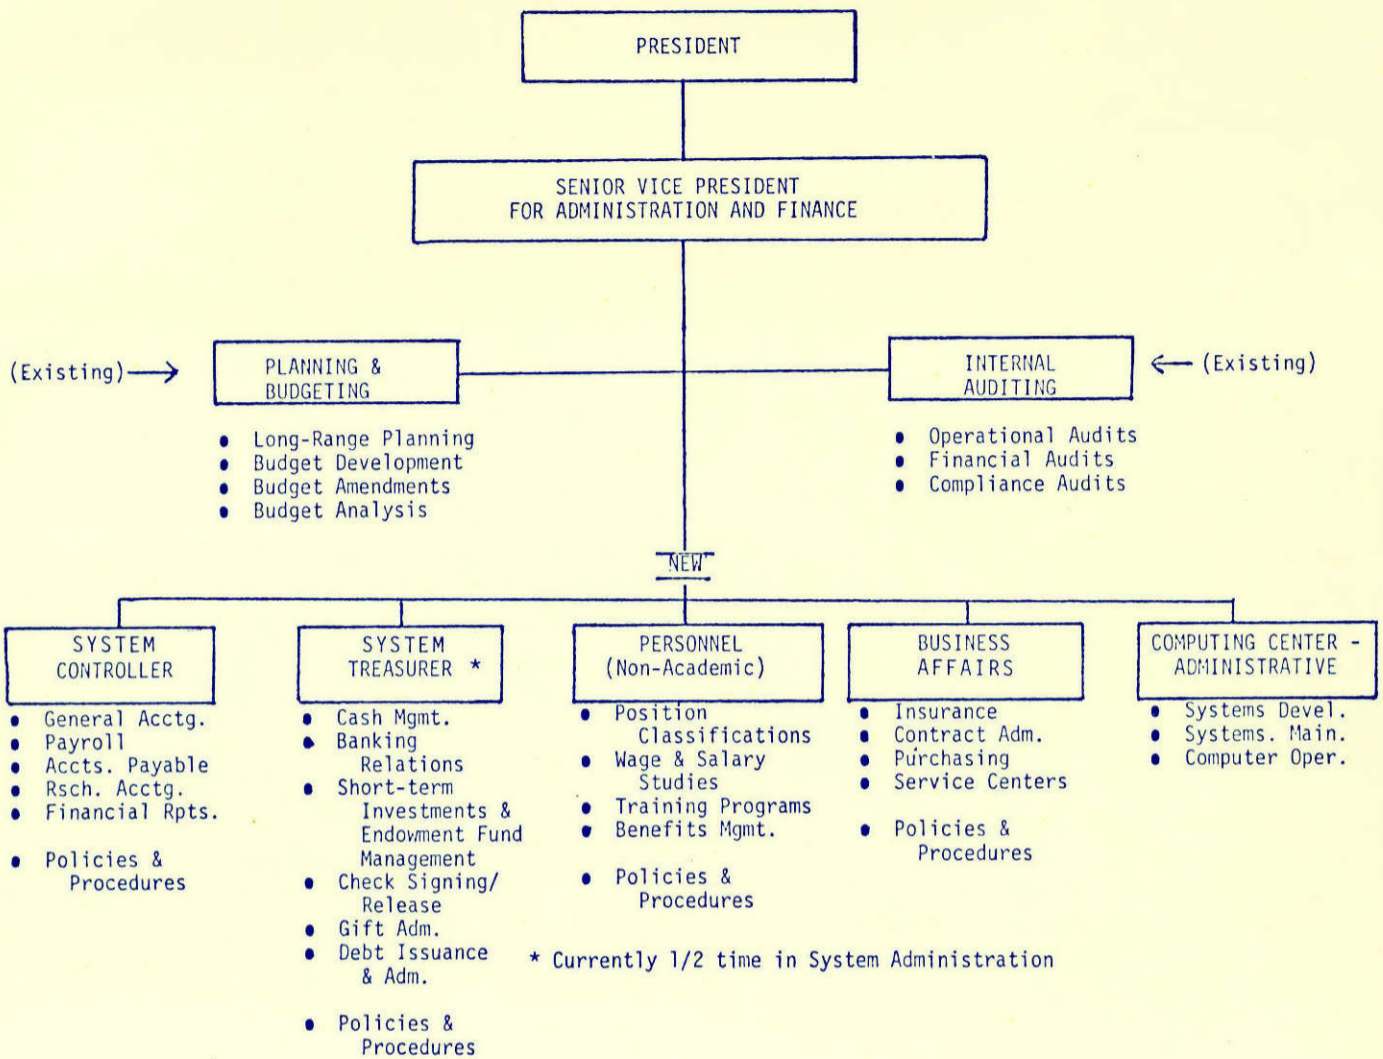 PRESIDENT
SENIOR VICE PRESIDENT
FOR ADMINISTRATION AND FINANCE
(Existing)
PLANNING &
BUDGETING
INTERNAL
AUDITING
(Existing)
• Long-Range Planning
• Budget Development
• Budget Amendments
• Budget Analysis
• Operational Audits
• Financial Audits
• Compliance Audits
NEW
SYSTEM
CONTROLLER
• General Acctg.
• Payroll
• Accts. Payable
• Rsch. Acctg.
• Financial Rpts.
• Policies &
Procedures
SYSTEM
TREASURER *
• Cash Mgmt.
• Banking
Relations
• Short-term
Investments &
Endowment Fund
Management
• Check Signing/
Release
• Gift Adm.
• Debt Issuance
& Adm.
• Policies &
Procedures
PERSONNEL
(Non-Academic)
• Position
Classifications
• Wage & Salary
Studies
• Training Programs
• Benefits Mgmt.
• Policies &
Procedures
BUSINESS
AFFAIRS
• Insurance
• Contract Adm.
• Purchasing
• Service Centers
• Policies &
Procedures
COMPUTING CENTER -
ADMINISTRATIVE
• Systems Devel.
• Systems. Main.
• Computer Oper.
* Currently 1/2 time in System Administration